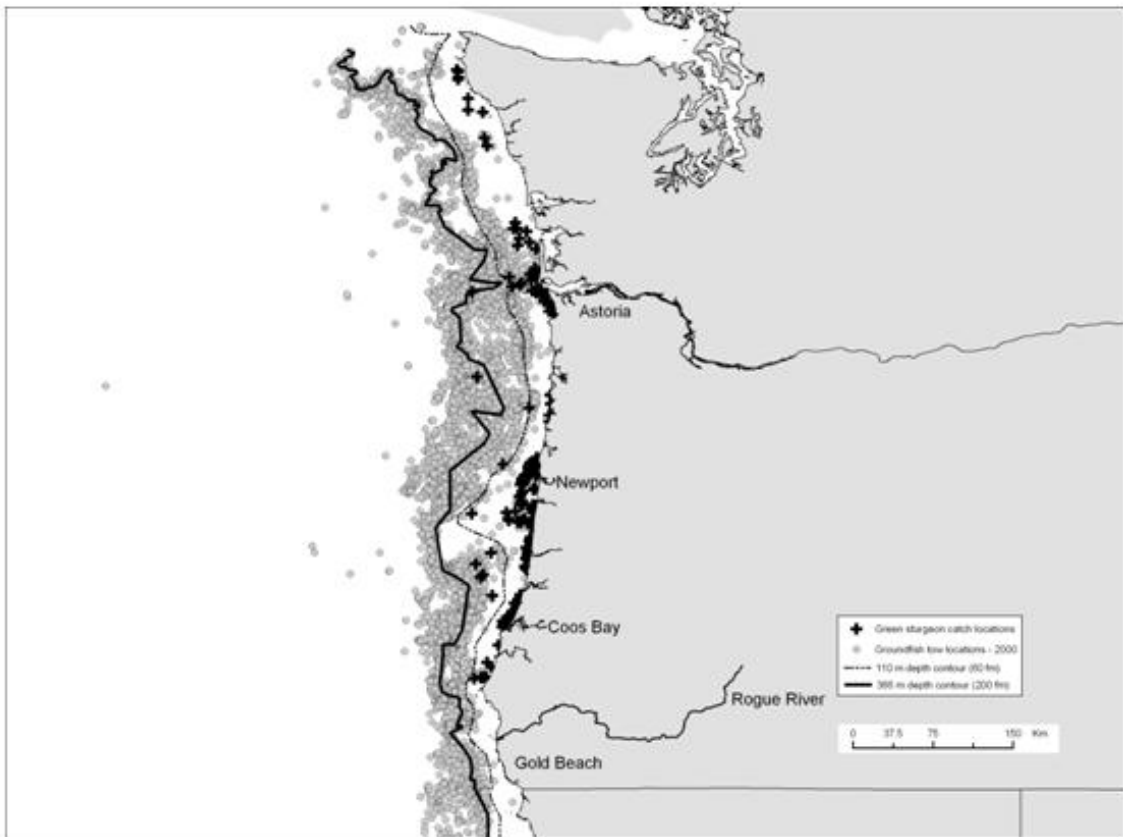 Astoria
Newport
Coos Bay
Green sturgeon catch locations
Groundfish tow locations - 2000
110 m depth contour (60 fm)
366 m depth contour (200 fm)
Rogue River
0 37.5 75 150 Km
Gold Beach